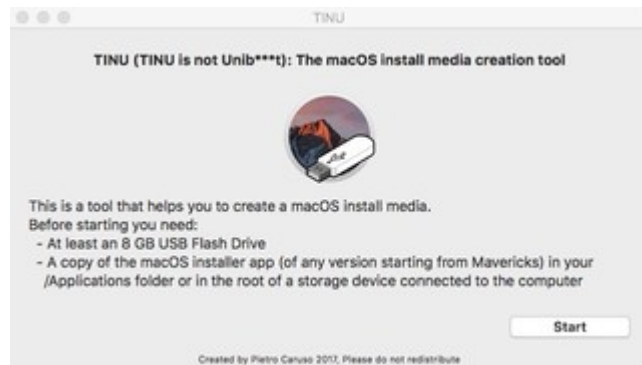 TINU
TINU (TINU is not Unib***t): The macOS install media creation tool
This is a tool that helps you to create a macOS install media.
Before starting you need:
- At least an 8 GB USB Flash Drive
- A copy of the macOS installer app (of any version starting from Mavericks) in your
/Applications folder or in the root of a storage device connected to the computer
Start
Created by Pietro Caruso 2017, Please do not redistribute